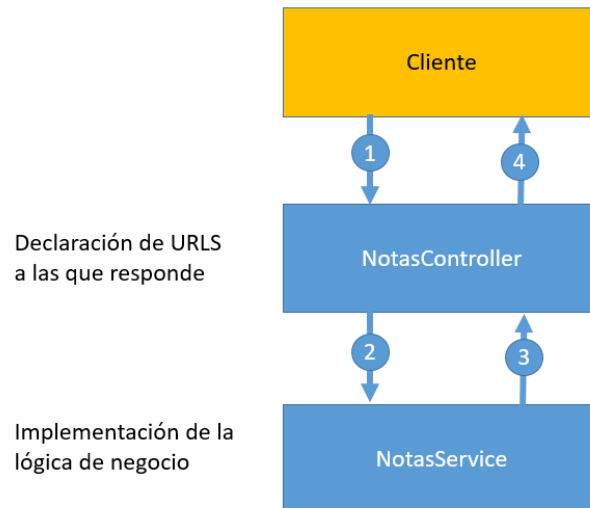 Cliente
1
4
Declaración de URLS
a las que responde
NotasController
2
3
Implementación de la
lógica de negocio
NotasService